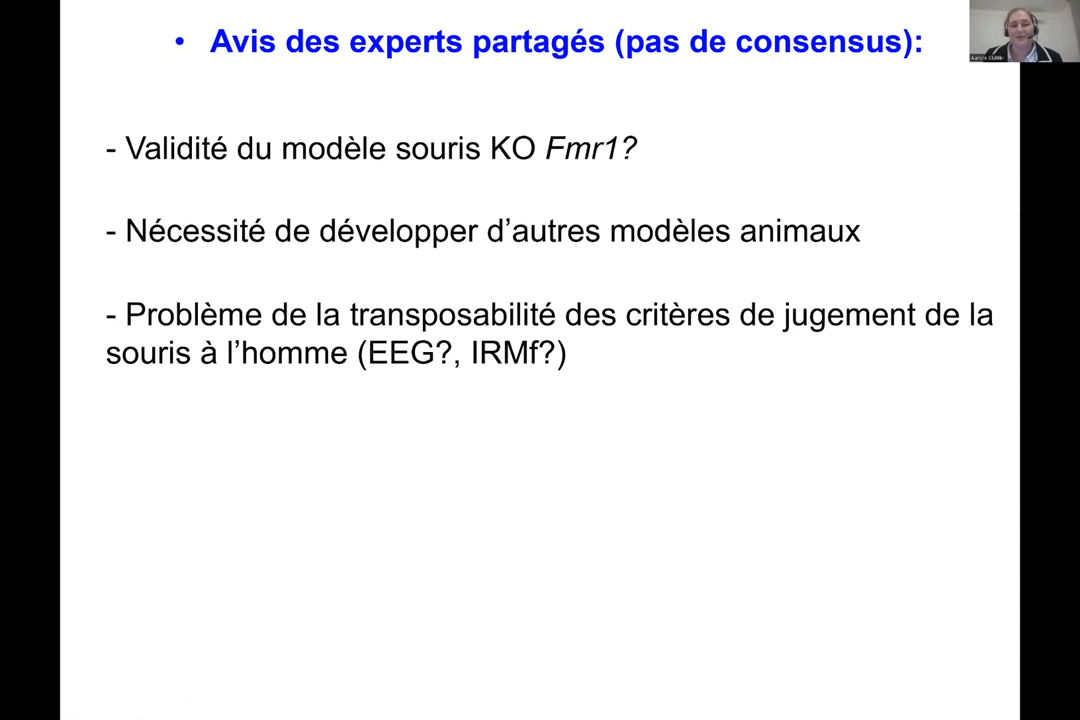 • Avis des experts partagés (pas de consensus):
- Validité du modèle souris KO Fmr1?
- Nécessité de développer d’autres modèles animaux
- Problème de la transposabilité des critères de jugement de la
souris à l’homme (EEG?, IRMf?)